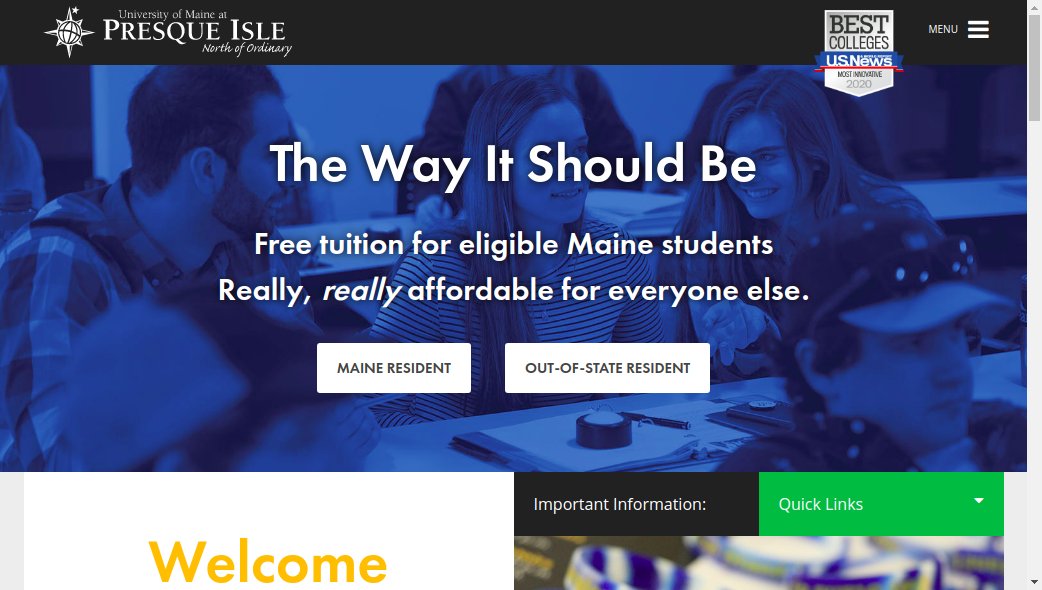 University of Maine at
PRESQUE ISLE
North of Ordinary
BEST
COLLEGES
U.S.News
MOST INNOVATIVE
2020
MENU
The Way It Should Be
Free tuition for eligible Maine students
Really, really affordable for everyone else.
MAINE RESIDENT
OUT-OF-STATE RESIDENT
Important Information:
Quick Links
Welcome